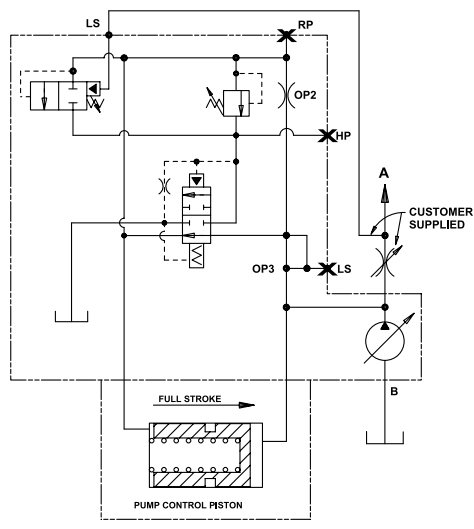 LS
RP
OP2
HP
A
CUSTOMER
SUPPLIED
OP3
LS
B
FULL STROKE
PUMP CONTROL PISTON